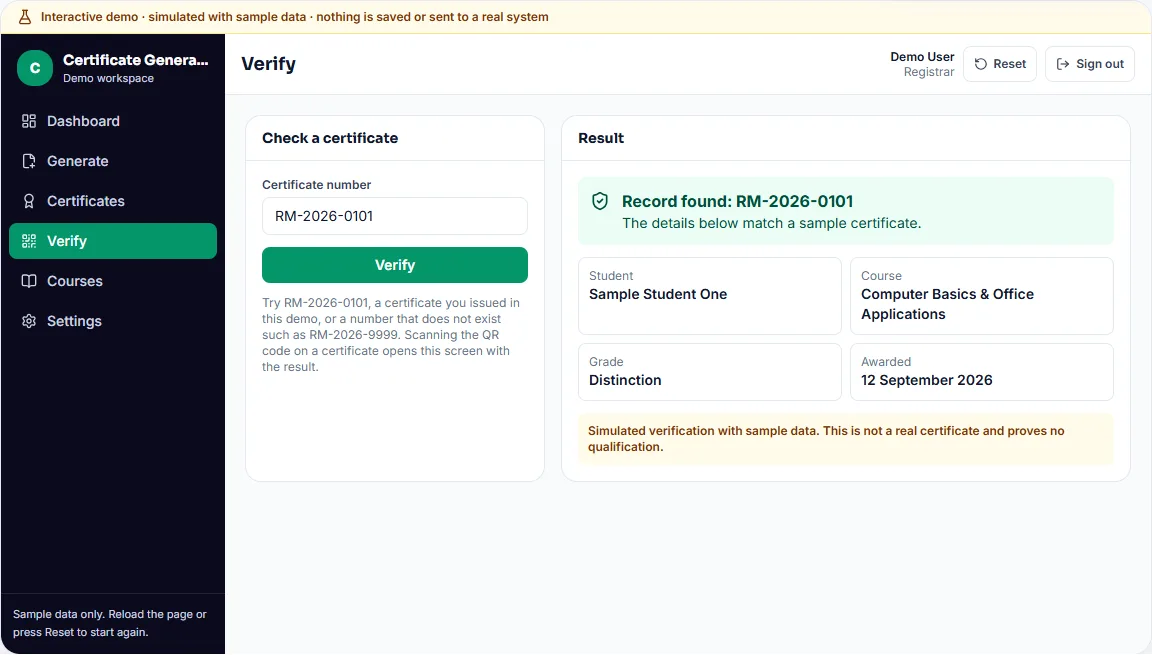 Interactive demo · simulated with sample data · nothing is saved or sent to a real system
C
Certificate Genera...
Demo workspace
Dashboard
Generate
Certificates
Verify
Courses
Settings
Sample data only. Reload the page or
press Reset to start again.
Verify
Demo User
Registrar
Reset
Sign out
Check a certificate
Certificate number
RM-2026-0101
Verify
Try RM-2026-0101, a certificate you issued in
this demo, or a number that does not exist
such as RM-2026-9999. Scanning the QR
code on a certificate opens this screen with
the result.
Result
Record found: RM-2026-0101
The details below match a sample certificate.
Student
Sample Student One
Course
Computer Basics & Office
Applications
Grade
Distinction
Awarded
12 September 2026
Simulated verification with sample data. This is not a real certificate and proves no
qualification.